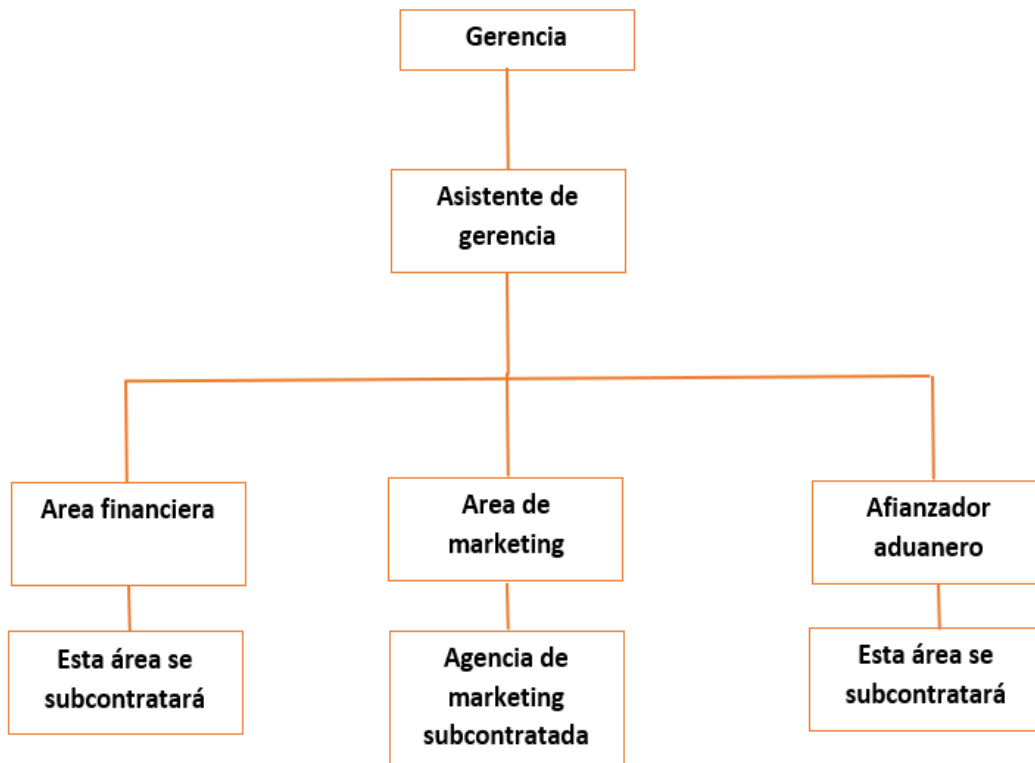 Gerencia
Asistente de
gerencia
Area financiera
Area de
marketing
Afianzador
aduanero
Esta área se
subcontratará
Agencia de
marketing
subcontratada
Esta área se
subcontratará